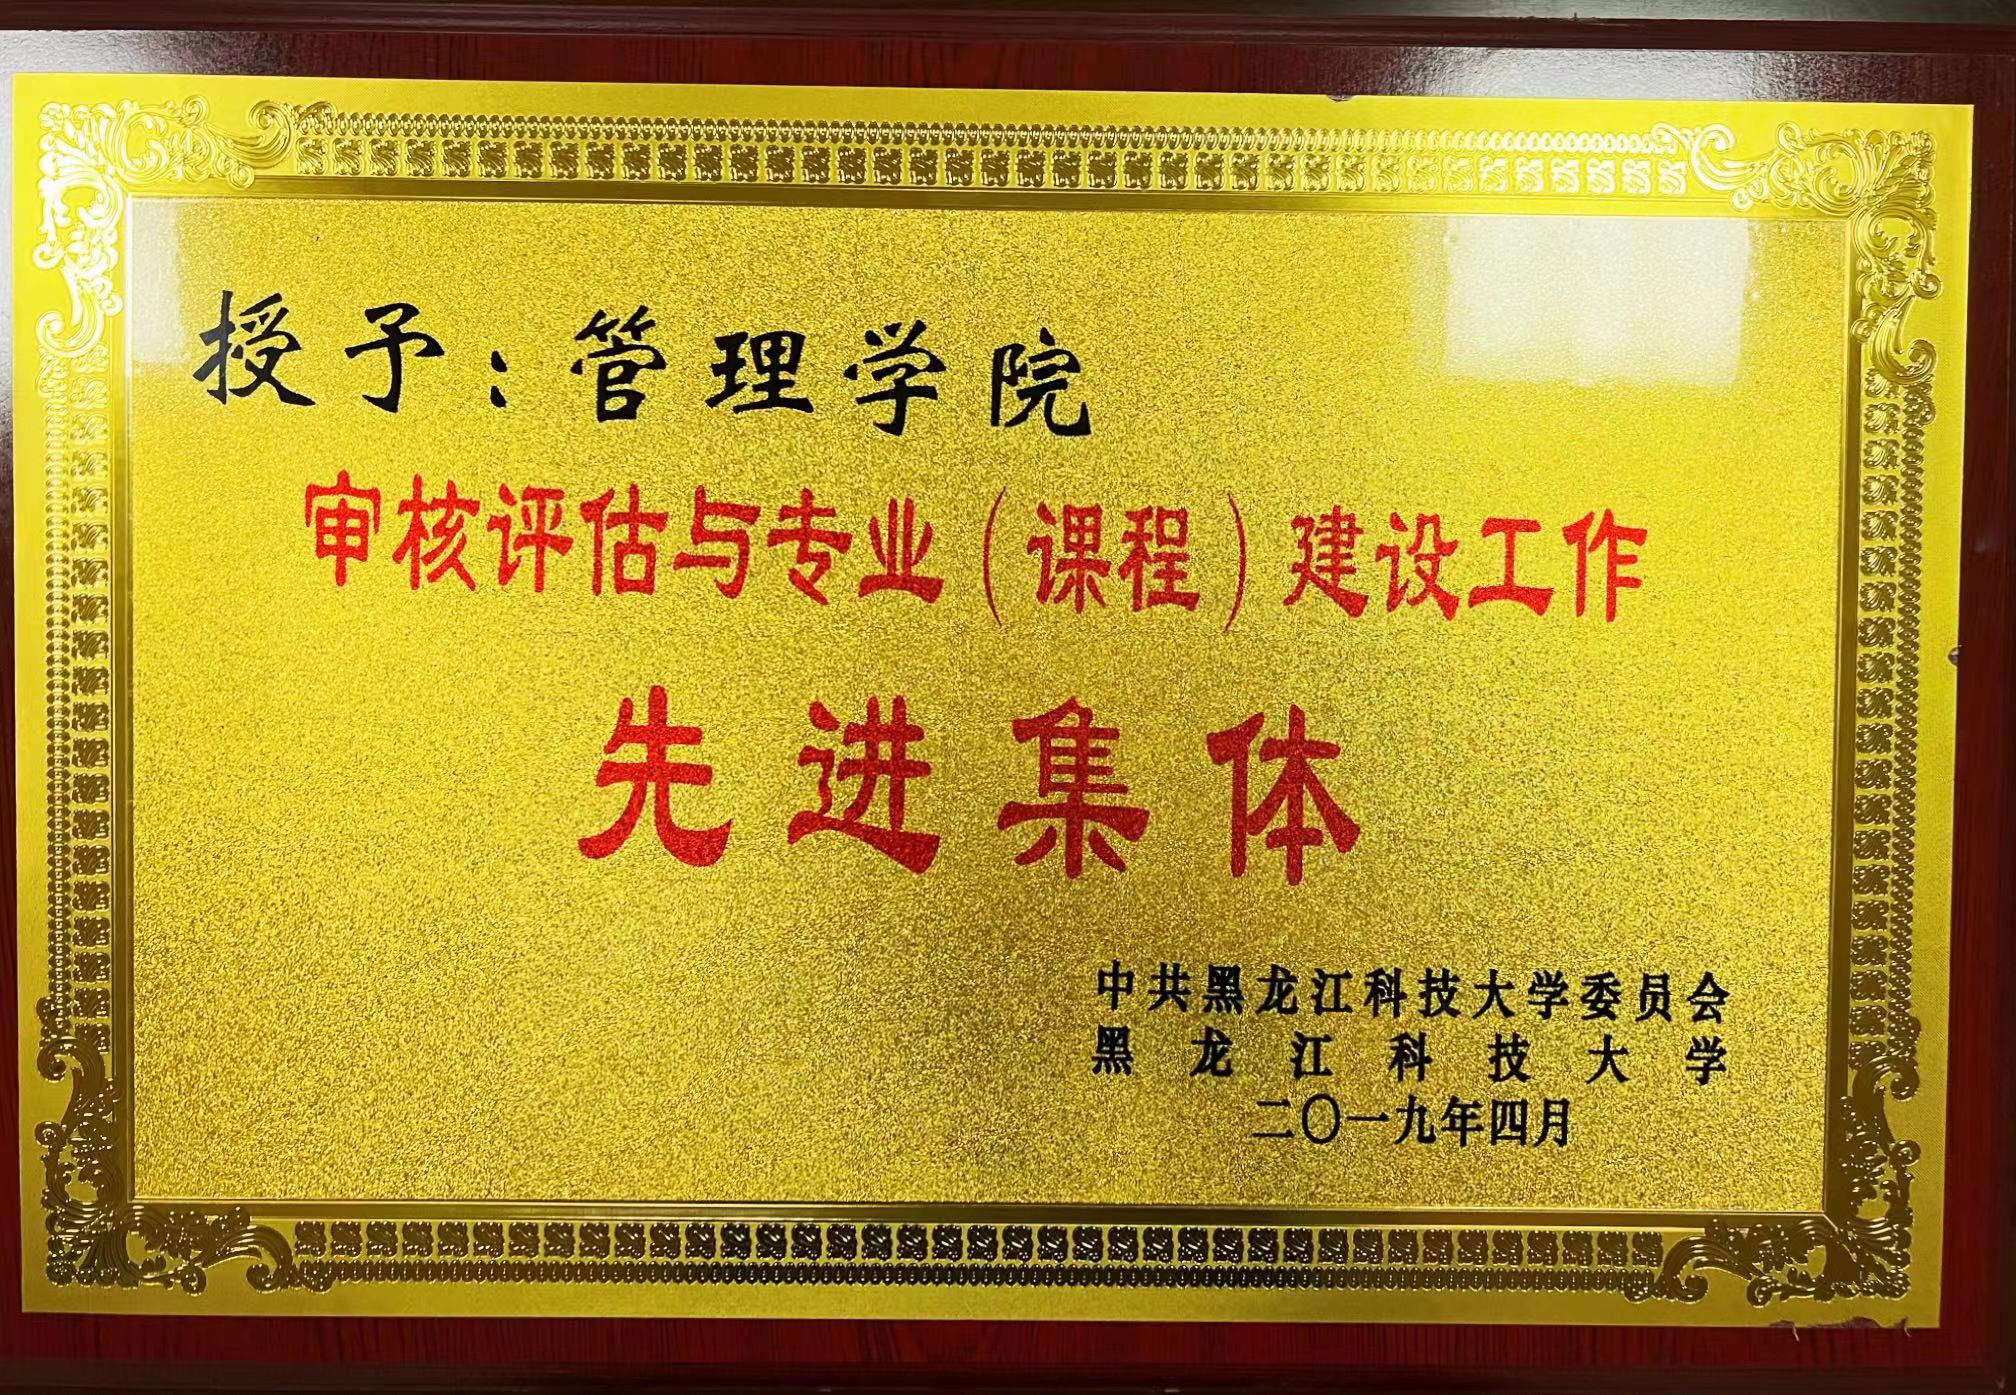 授予：管理学院
审核评估与专业（课程）建设工作
先进集体
中共黑龙江科技大学委员会
黑龙江科技大学
二〇一九年四月